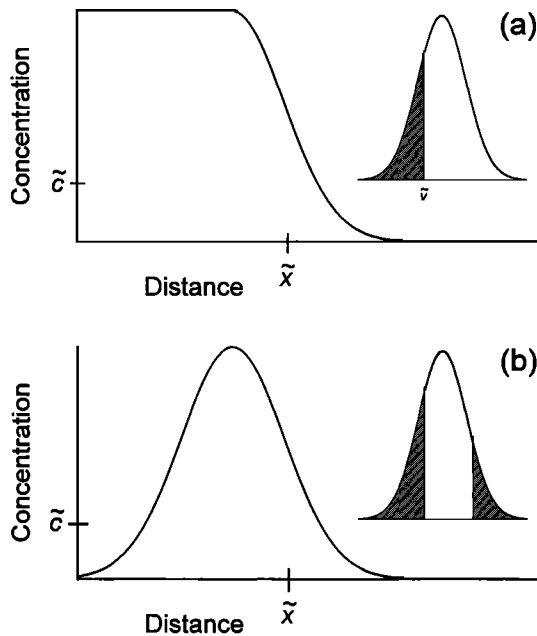 (a)
Concentration
c̃
ṽ
x̃
Distance
(b)
Concentration
c̃
x̃
Distance